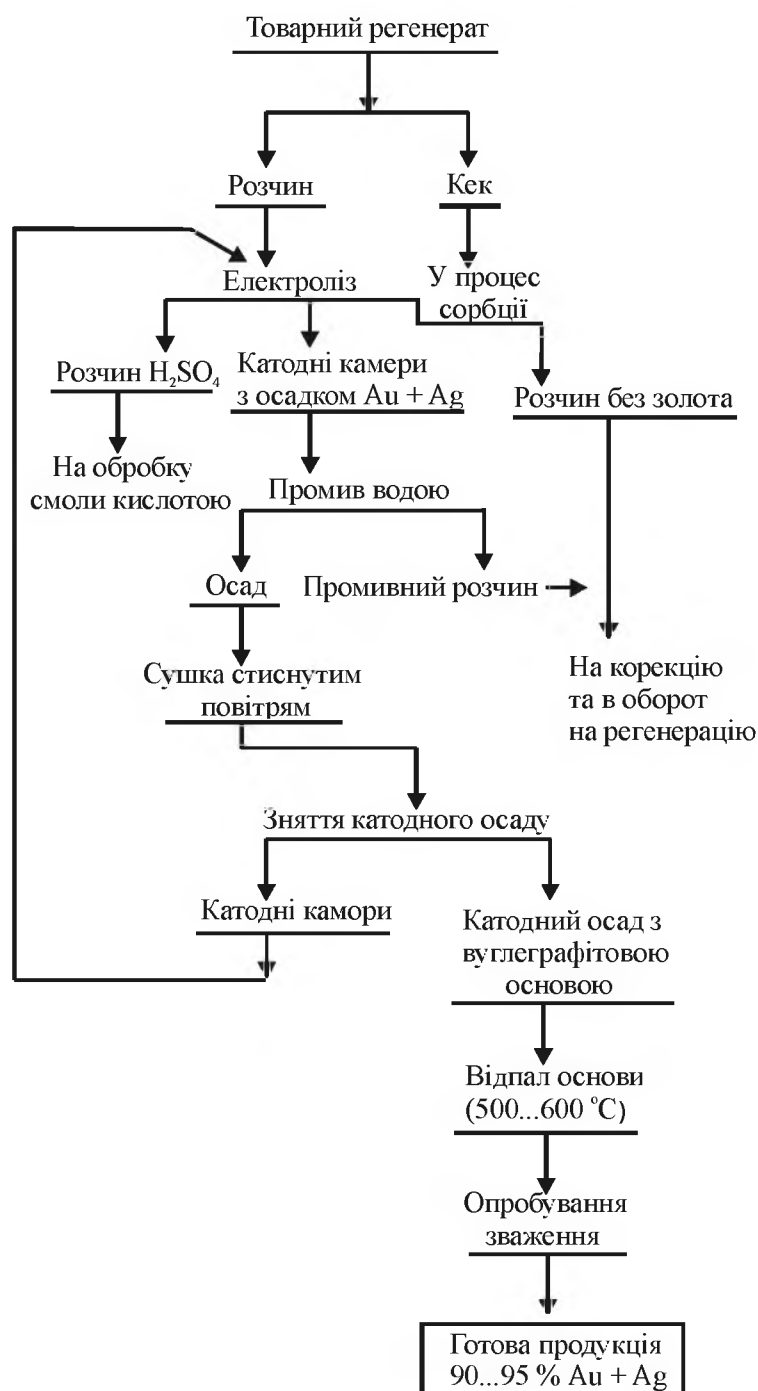 Товарний регенерат
Розчин
Кек
Електроліз
У процес
сорбції
Розчин H₂SO₄
Катодні камери
з осадком Au + Ag
Розчин без золота
На обробку
смоли кислотою
Промив водою
Осад
Промивний розчин
Сушка стиснутим
повітрям
На корекцію
та в оборот
на регенерацію
Зняття катодного осаду
Катодні камори
Катодний осад з
вуглеграфітовою
основою
Відпал основи
(500...600 °С)
Опробування
зваження
Готова продукція
90...95 % Au + Ag